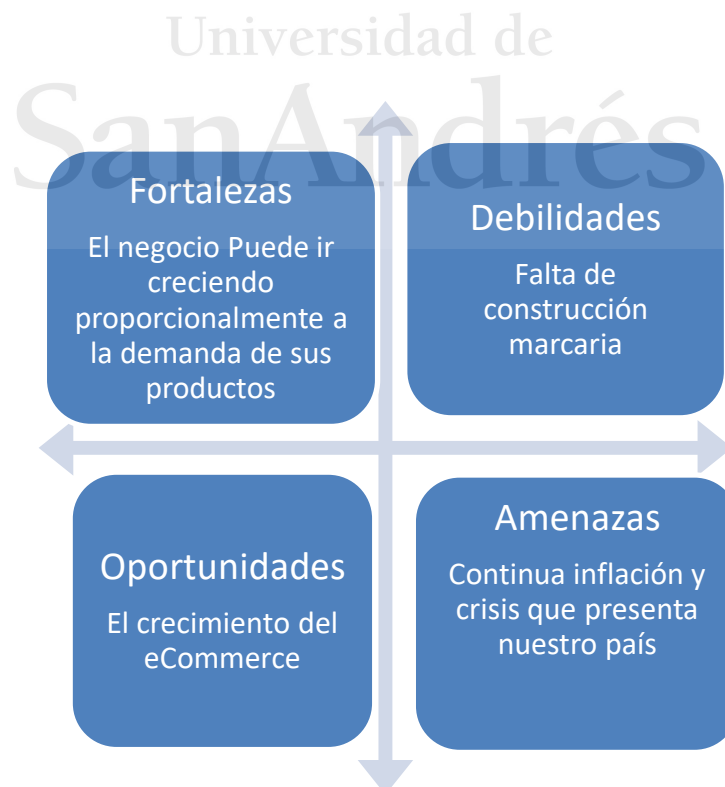 Universidad de
SanAndrés
Fortalezas
El negocio Puede ir
creciendo
proporcionalmente a
la demanda de sus
productos
Debilidades
Falta de
construcción
marcaria
Oportunidades
El crecimiento del
eCommerce
Amenazas
Continua inflación y
crisis que presenta
nuestro país